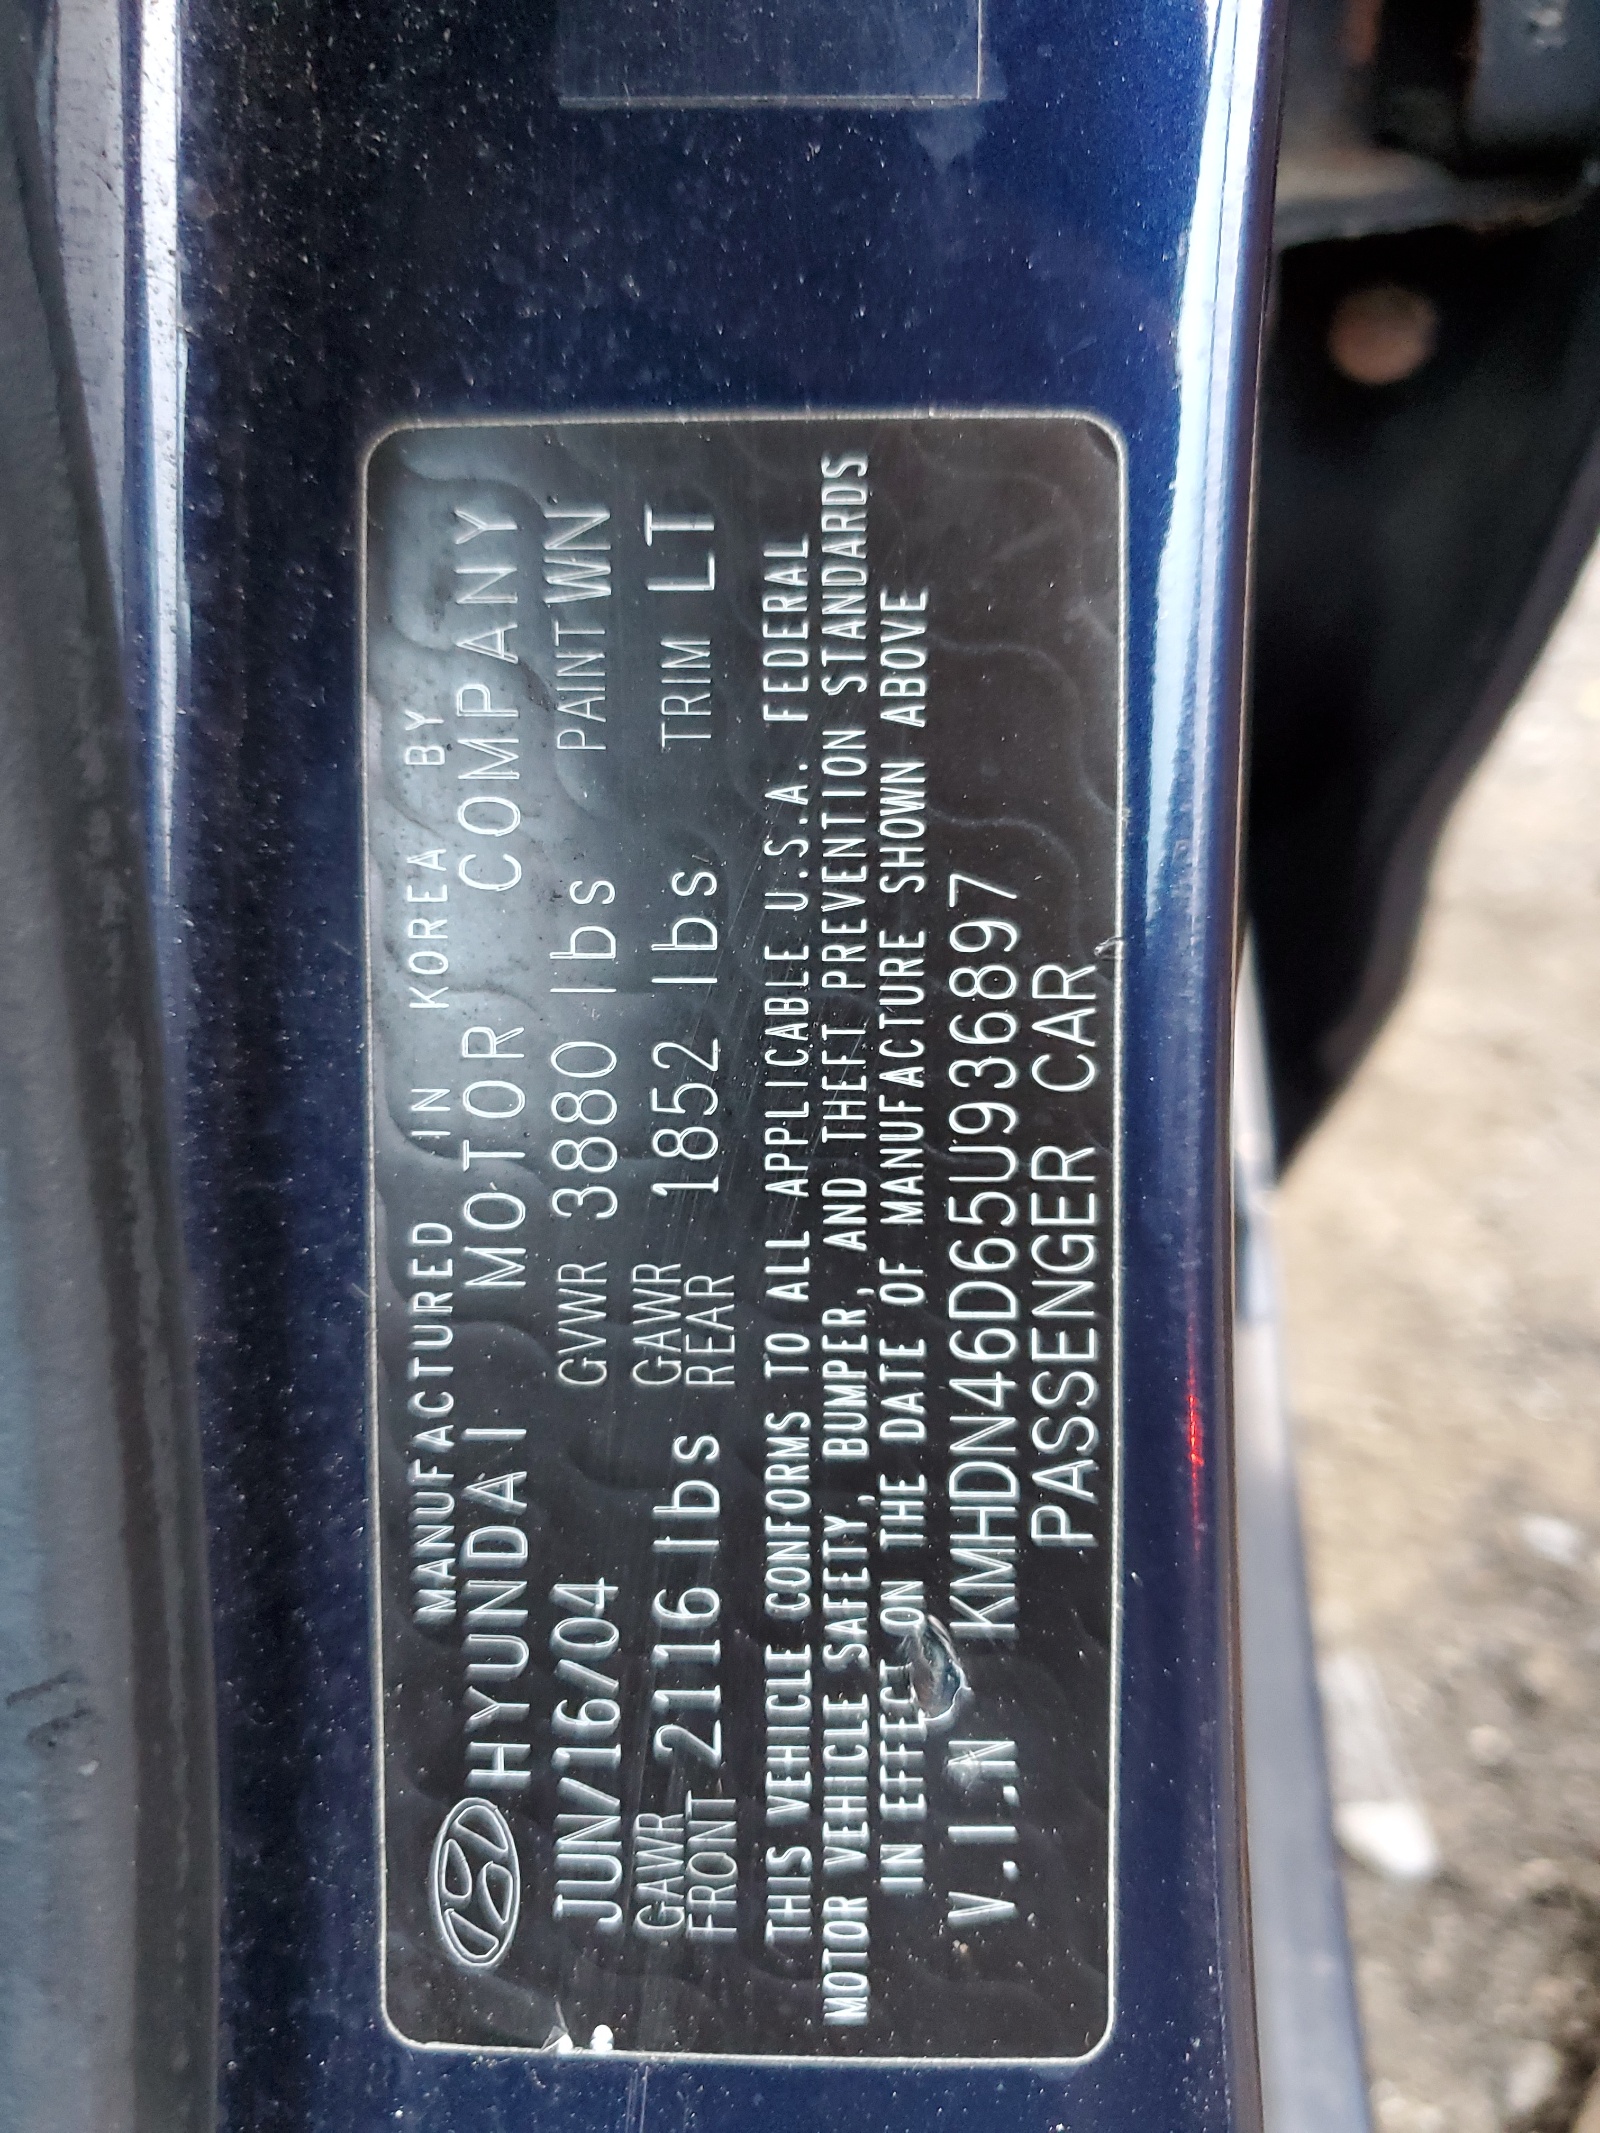 MANUFACTURED IN KOREA BY
HYUNDAI MOTOR COMPANY
JUN/16/04 GVWR 3880 lbs PAINT WN
GAWR FRONT 2116 lbs GAWR REAR 1852 lbs TRIM LT
THIS VEHICLE CONFORMS TO ALL APPLICABLE U.S.A. FEDERAL
MOTOR VEHICLE SAFETY, BUMPER, AND THEFT PREVENTION STANDARDS
IN EFFECT ON THE DATE OF MANUFACTURE SHOWN ABOVE
V.I.N KMHDN46D65U936897
PASSENGER CAR